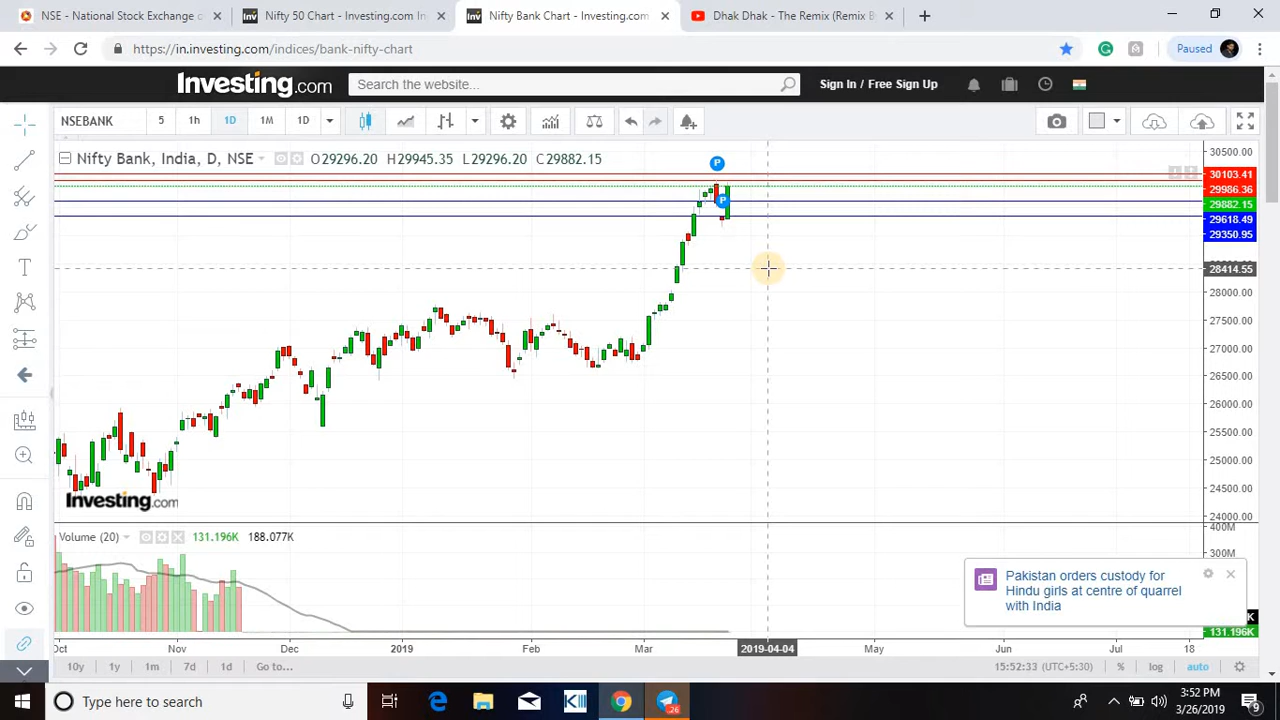 NSE - National Stock Exchange
Nifty 50 Chart - Investing.com In
Nifty Bank Chart - Investing.com
Dhak Dhak - The Remix (Remix B
https://in.investing.com/indices/bank-nifty-chart
Paused
Investing.com
Search the website...
Sign In / Free Sign Up
NSEBANK
5
1h
1D
1M
1D
Nifty Bank, India, D, NSE
O29296.20 H29945.35 L29296.20 C29882.15
P
P
30500.00
30103.41
29986.36
29882.15
29618.49
29350.95
28414.55
28000.00
27500.00
27000.00
26500.00
26000.00
25500.00
25000.00
24500.00
24000.00
Investing.com
Volume (20)
131.196K
188.077K
400M
300M
K
131.196K
Pakistan orders custody for
Hindu girls at centre of quarrel
with India
Oct
Nov
Dec
2019
Feb
Mar
2019-04-04
May
Jun
Jul
18
10y
1y
1m
7d
1d
Go to...
15:52:33 (UTC+5:30)
%
log
auto
Type here to search
26
3:52 PM
3/26/2019
9